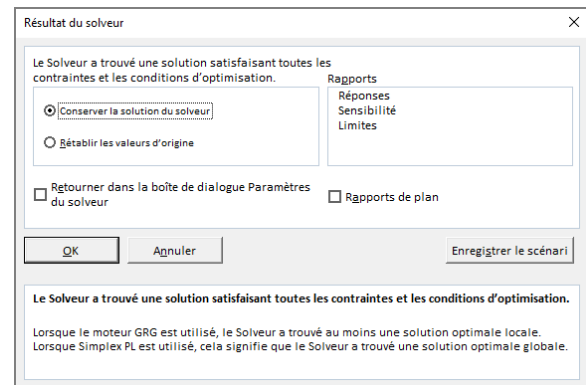 Résultat du solveur
Le Solveur a trouvé une solution satisfaisant toutes les
contraintes et les conditions d'optimisation.
Rapports
Conserver la solution du solveur
Rétablir les valeurs d'origine
Réponses
Sensibilité
Limites
Retourner dans la boîte de dialogue Paramètres
du solveur
Rapports de plan
OK
Annuler
Enregistrer le scénari
Le Solveur a trouvé une solution satisfaisant toutes les contraintes et les conditions d'optimisation.
Lorsque le moteur GRG est utilisé, le Solveur a trouvé au moins une solution optimale locale.
Lorsque Simplex PL est utilisé, cela signifie que le Solveur a trouvé une solution optimale globale.